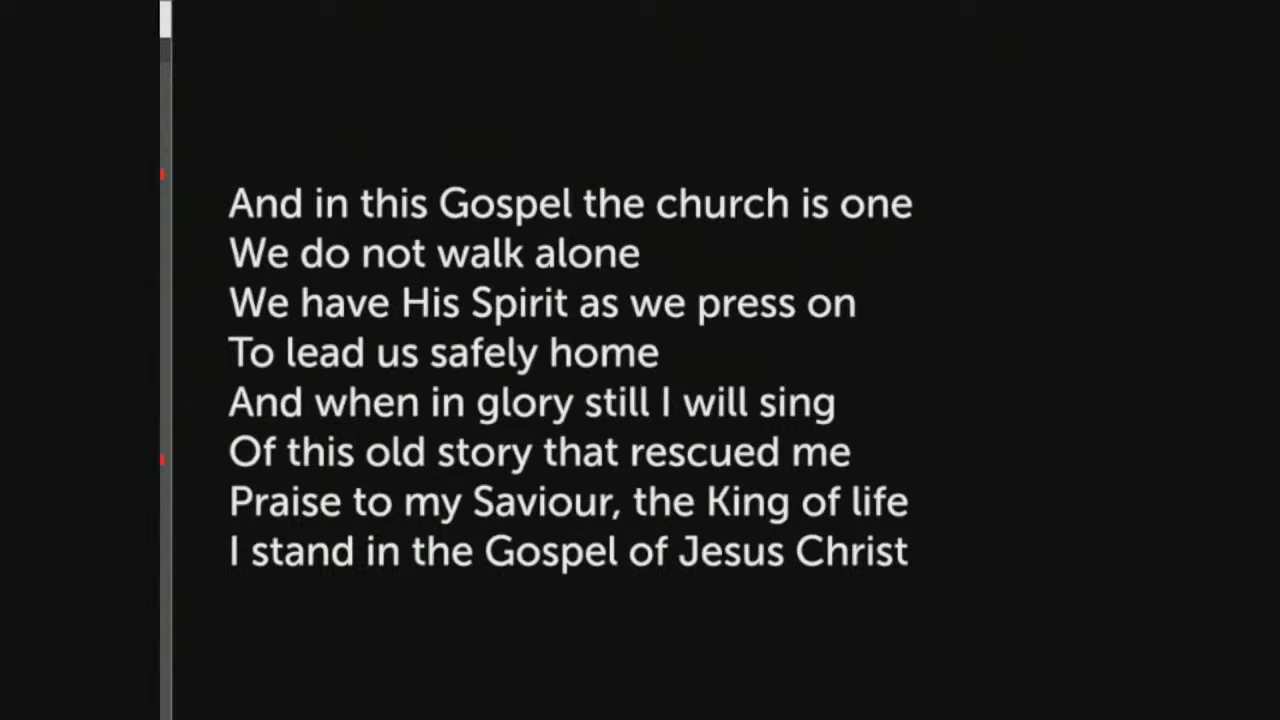 And in this Gospel the church is one
We do not walk alone
We have His Spirit as we press on
To lead us safely home
And when in glory still I will sing
Of this old story that rescued me
Praise to my Saviour, the King of life
I stand in the Gospel of Jesus Christ